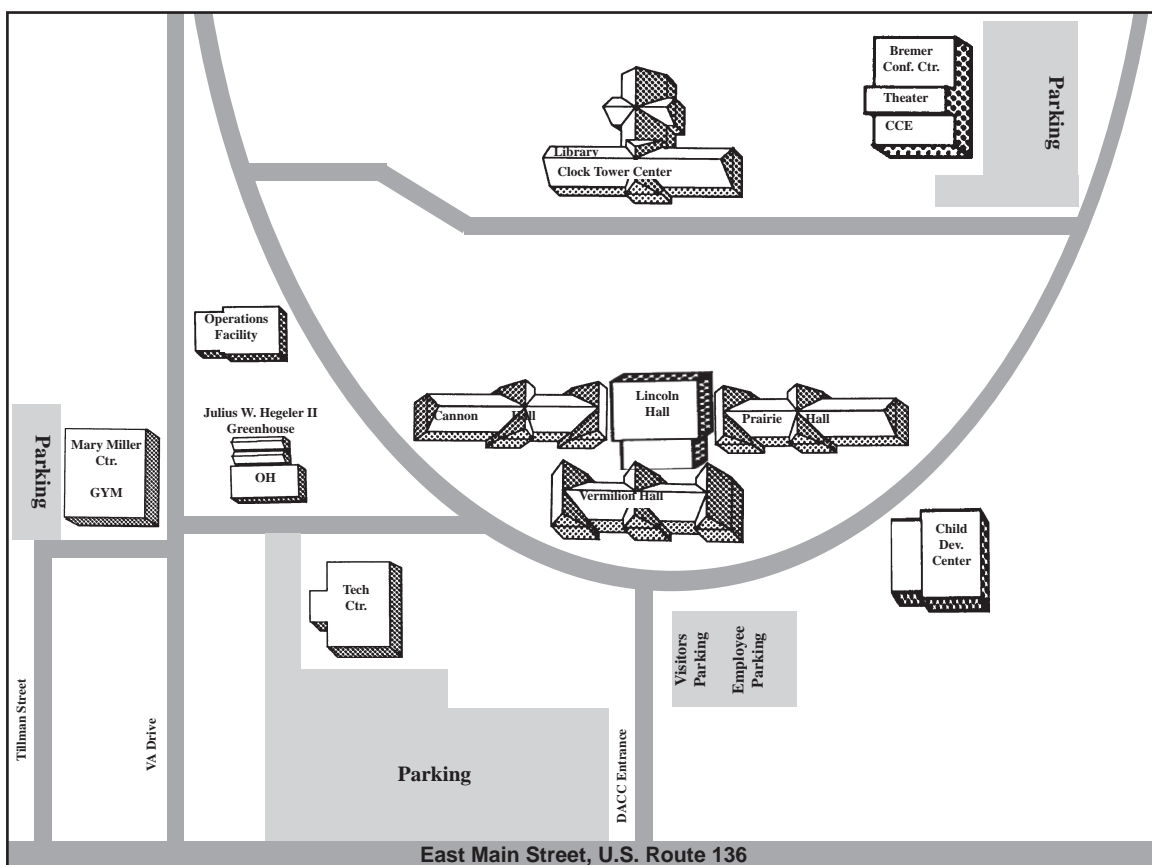 Bremer
Conf. Ctr.
Theater
CCE
Parking
Library
Clock Tower Center
Operations
Facility
Julius W. Hegeler II
Greenhouse
OH
Parking
Mary Miller
Ctr.
GYM
Cannon Hall
Lincoln
Hall
Prairie Hall
Vermilion Hall
Child
Dev.
Center
Tech
Ctr.
Visitors
Parking
Employee
Parking
Tillman Street
VA Drive
Parking
DACC Entrance
East Main Street, U.S. Route 136